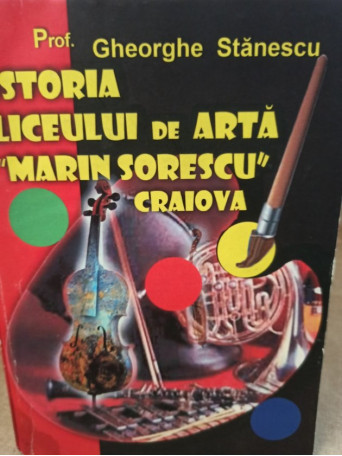 Prof. Gheorghe Stănescu
STORIA
LICEULUI DE ARTĂ
"MARIN SORESCU"
CRAIOVA